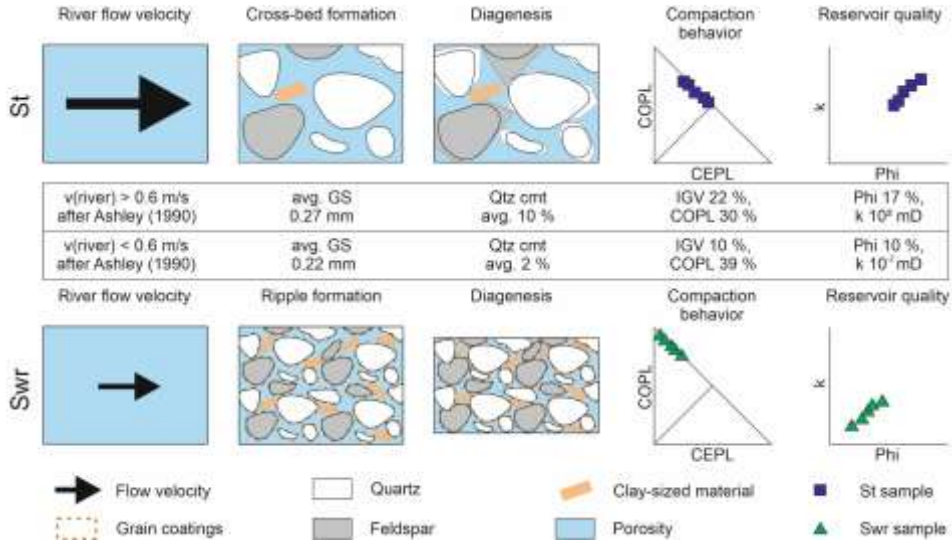 River flow velocity
Cross-bed formation
Diagenesis
Compaction
behavior
Reservoir quality
St
COPL
CEPL
k
Phi
v(river) > 0.6 m/s
after Ashley (1990)
avg. GS
0.27 mm
Qtz cmt
avg. 10 %
IGV 22 %,
COPL 30 %
Phi 17 %,
mD
v(river) < 0.6 m/s
after Ashley (1990)
avg. GS
0.22 mm
Qtz cmt
avg. 2 %
IGV 10 %,
COPL 39 %
Phi 10 %,
mD
River flow velocity
Ripple formation
Diagenesis
Compaction
behavior
Reservoir quality
Swr
COPL
CEPL
k
Phi
Flow velocity
Quartz
Clay-sized material
St sample
Grain coatings
Feldspar
Porosity
Swr sample